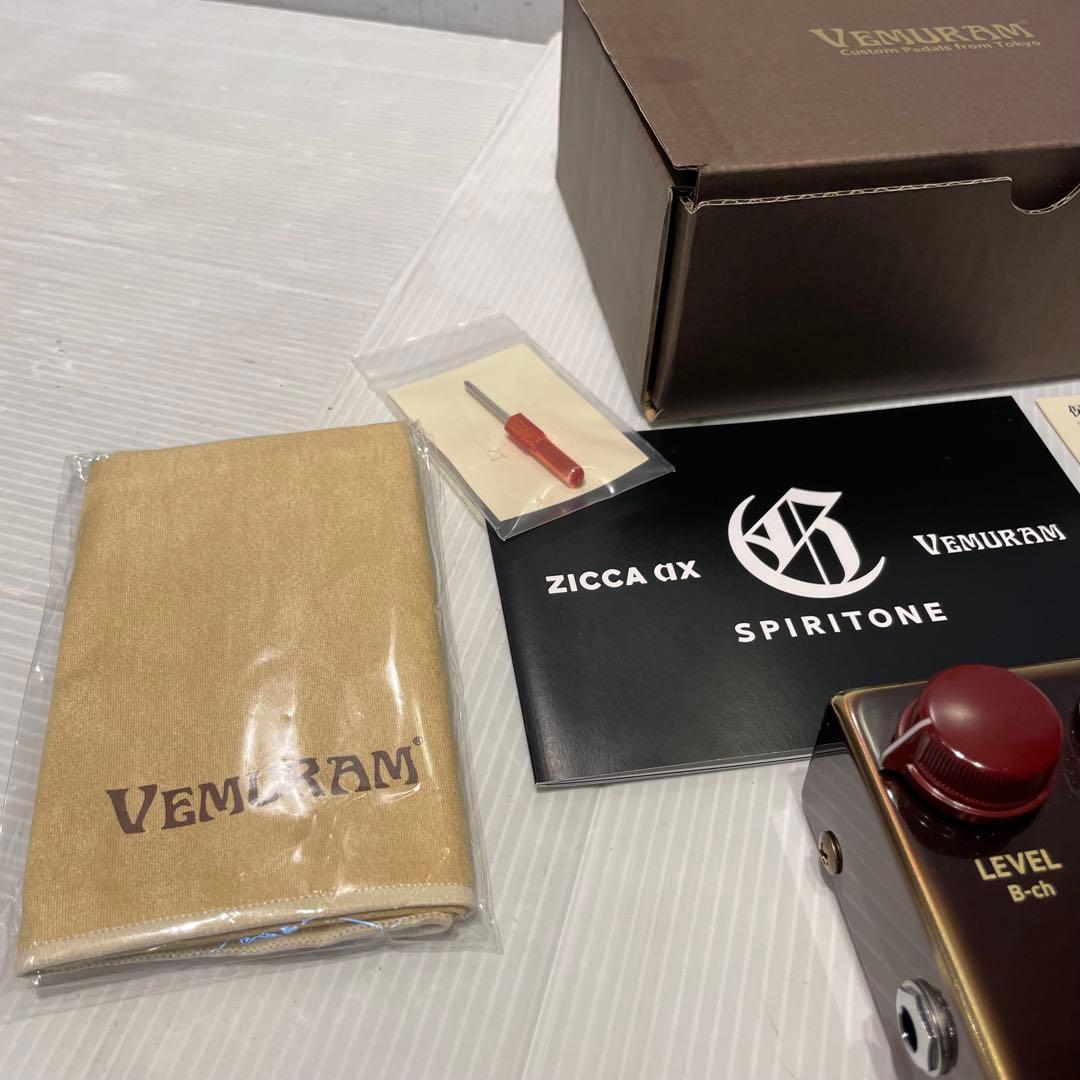 VEMURAM
Custom Pedals from Tokyo
ZICCA AX
VEMURAM
SPIRITONE
VEMURAM®
LEVEL
B-ch